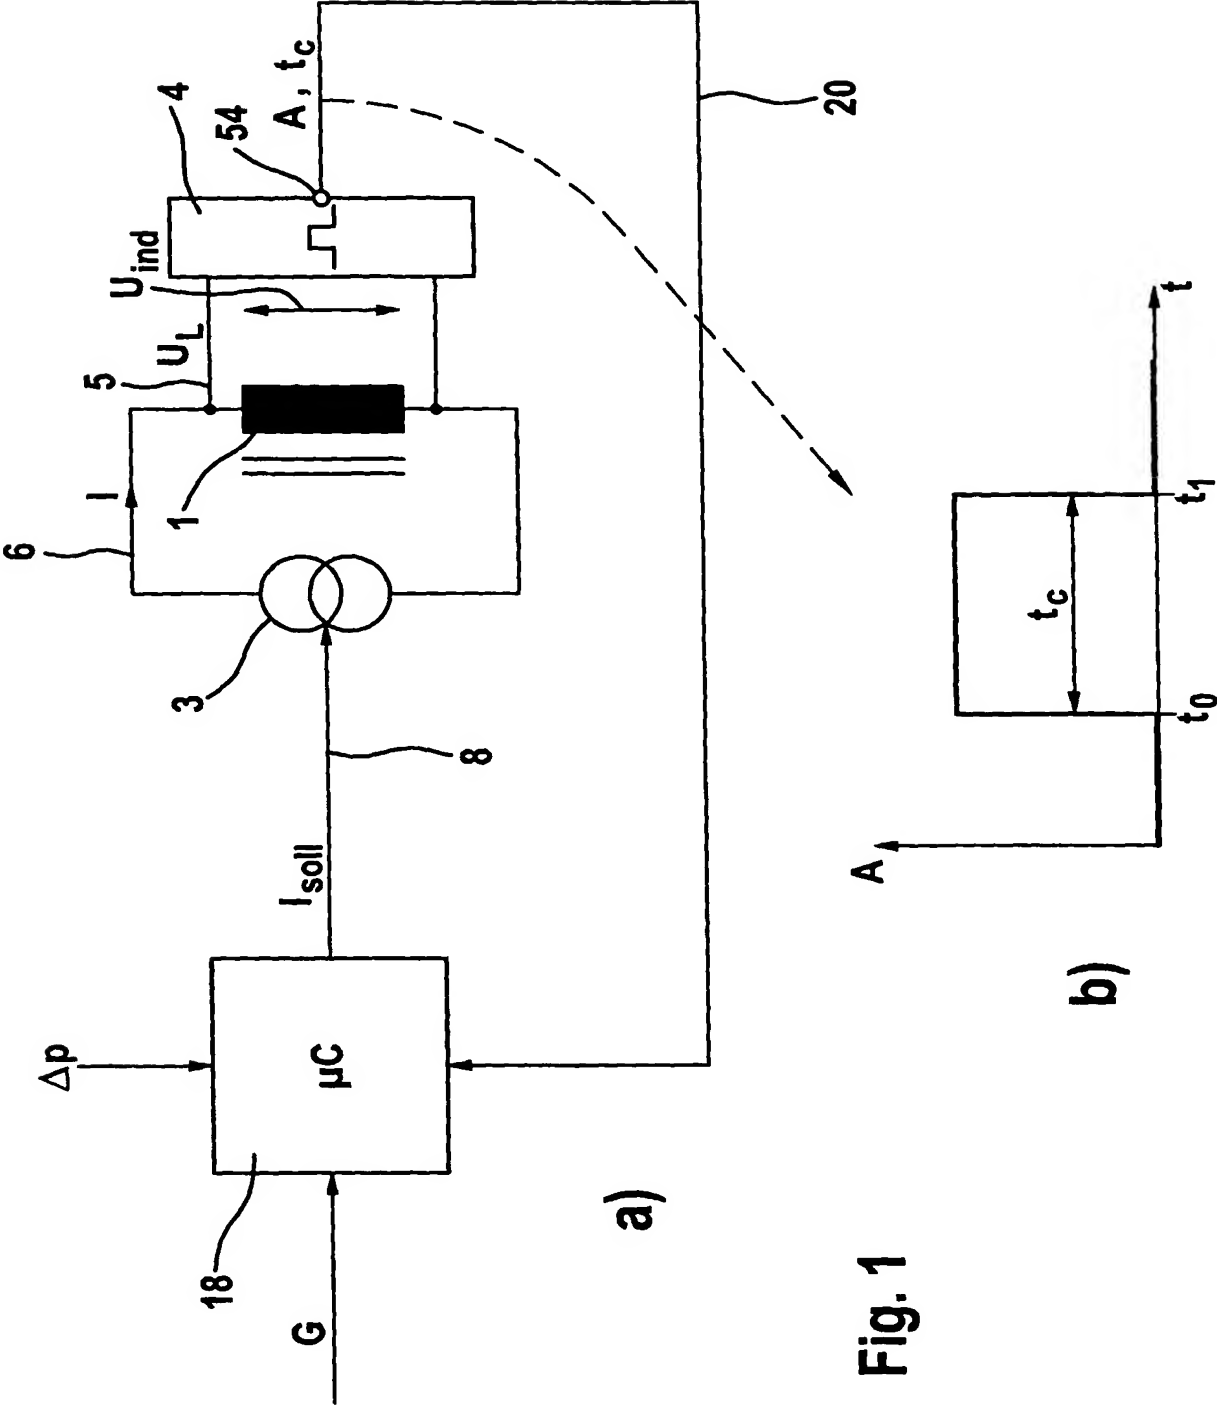 G
18
Δp
µC
I_soll
8
3
6
I
1
5
U_L
U_ind
4
54
A, t_c
20
a)
A
t_c
t_0
t_1
t
b)
Fig. 1